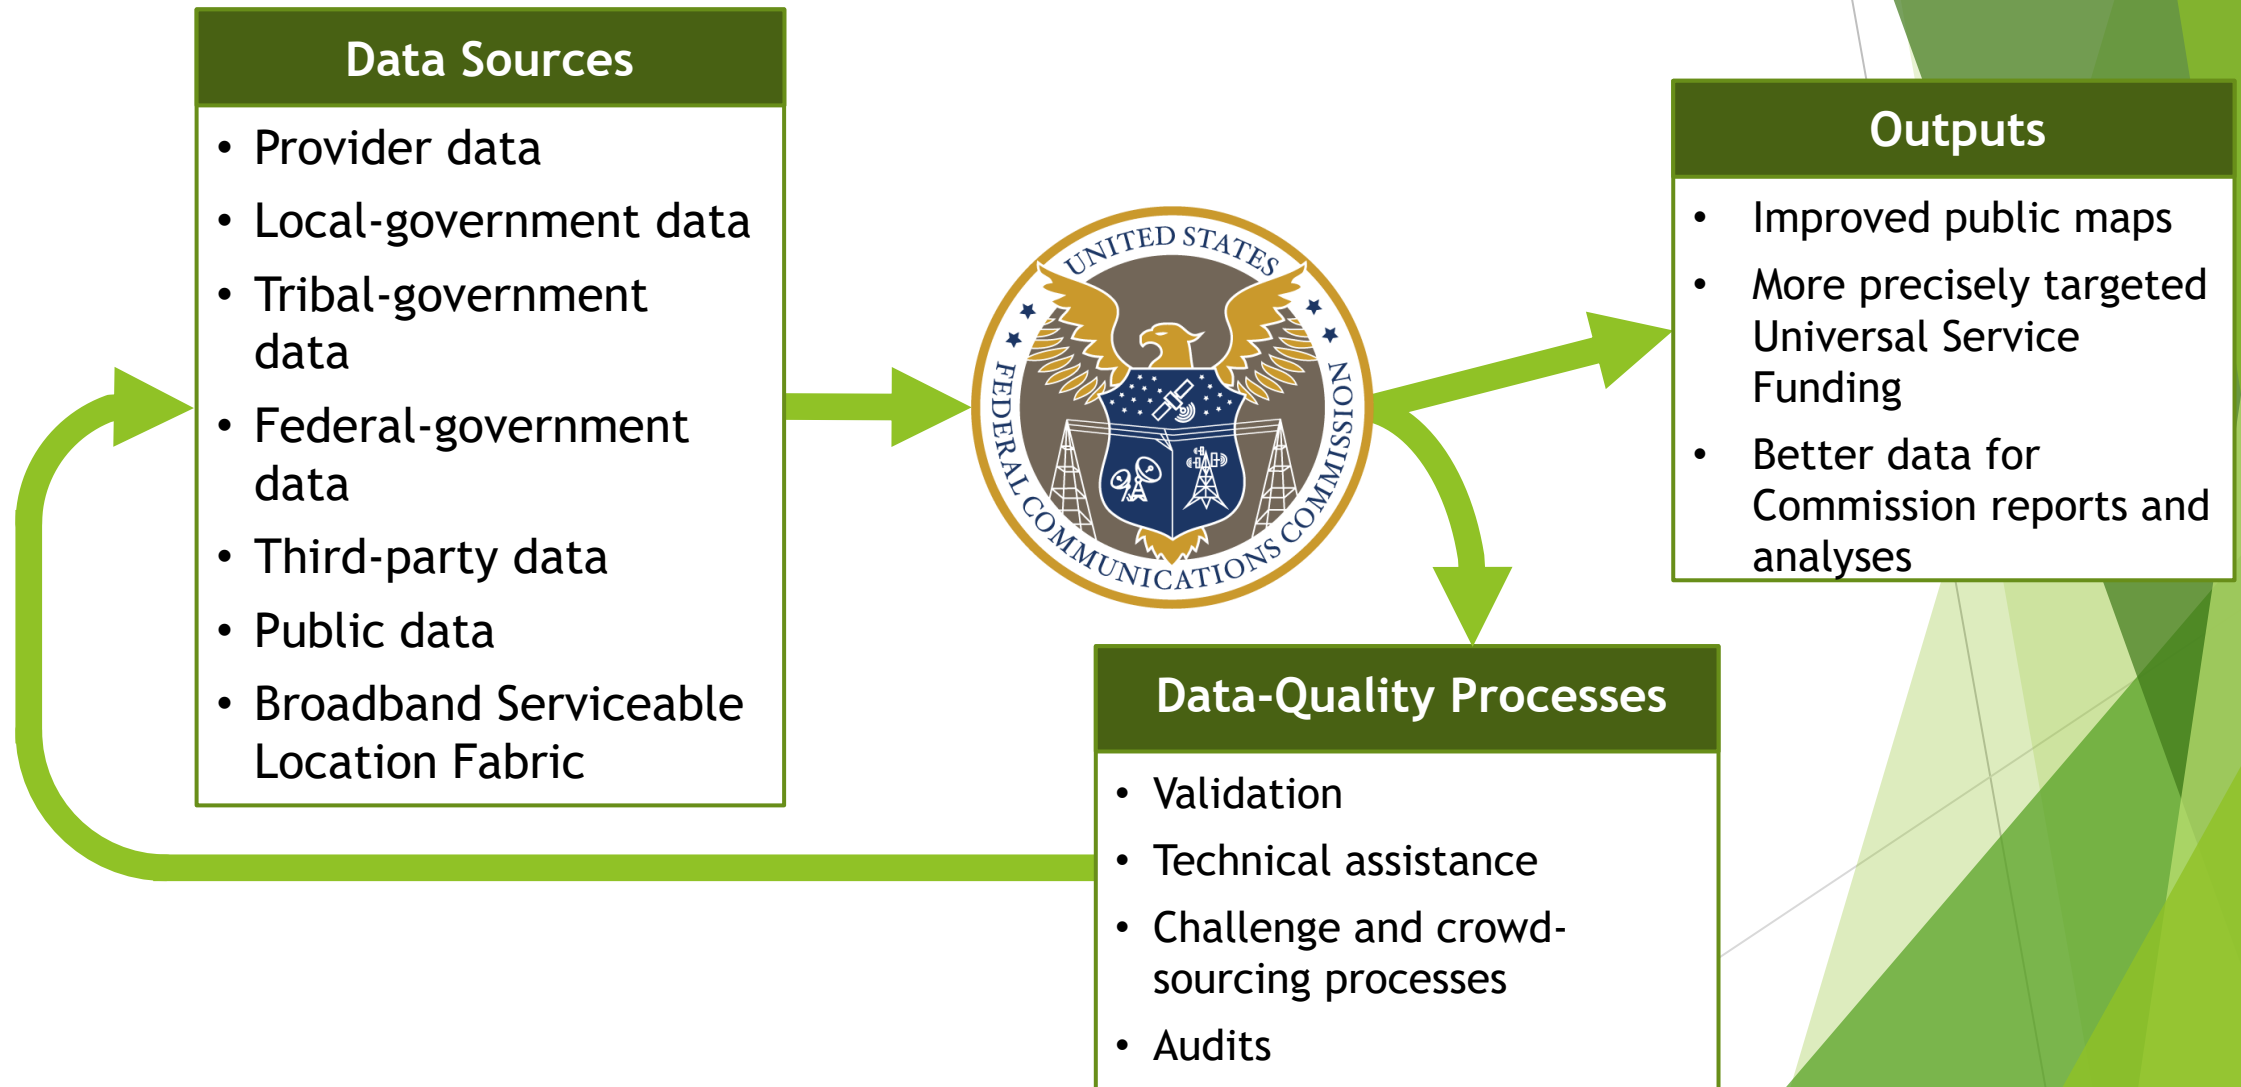 Data Sources
• Provider data
• Local-government data
• Tribal-government
data
• Federal-government
data
• Third-party data
• Public data
• Broadband Serviceable
Location Fabric
UNITED STATES
FEDERAL COMMUNICATIONS COMMISSION
Outputs
• Improved public maps
• More precisely targeted
Universal Service
Funding
• Better data for
Commission reports and
analyses
Data-Quality Processes
• Validation
• Technical assistance
• Challenge and crowd-
sourcing processes
• Audits